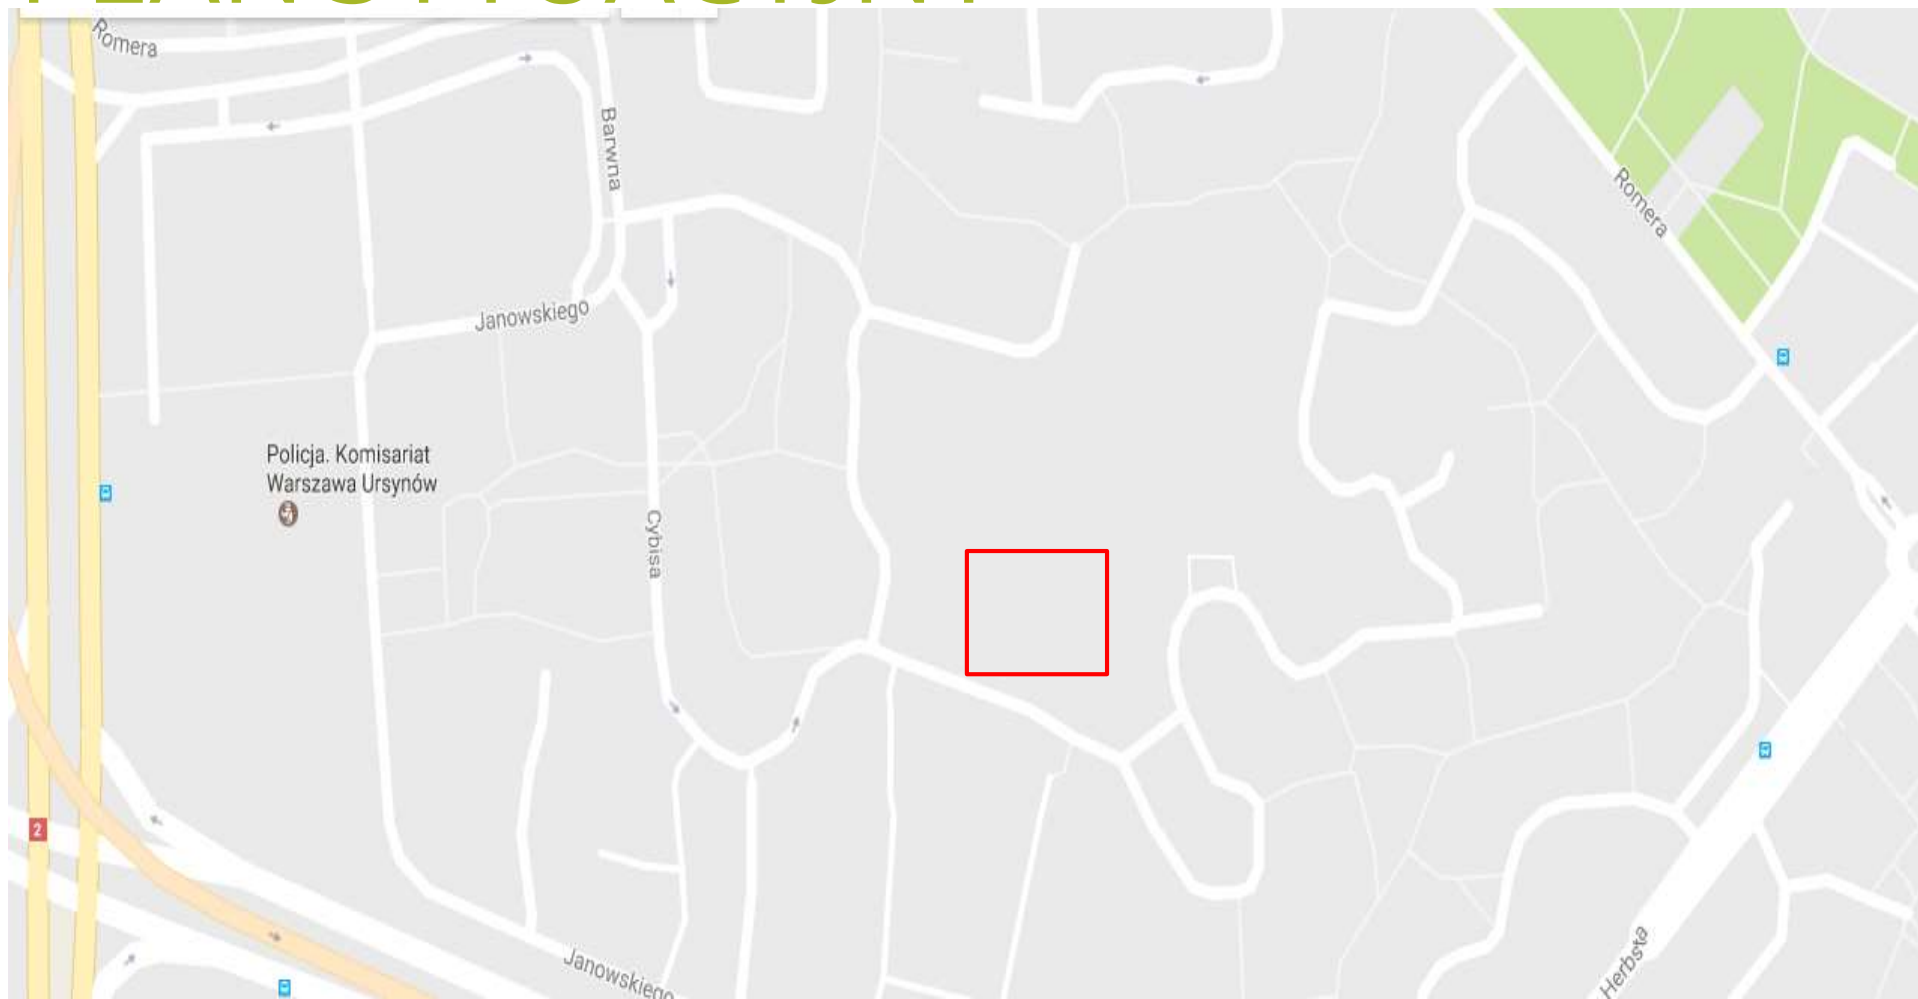 Romera
Barwna
Romera
Janowskiego
Policja. Komisariat
Warszawa Ursynów
Cybisa
2
Janowskiego
Herbsta